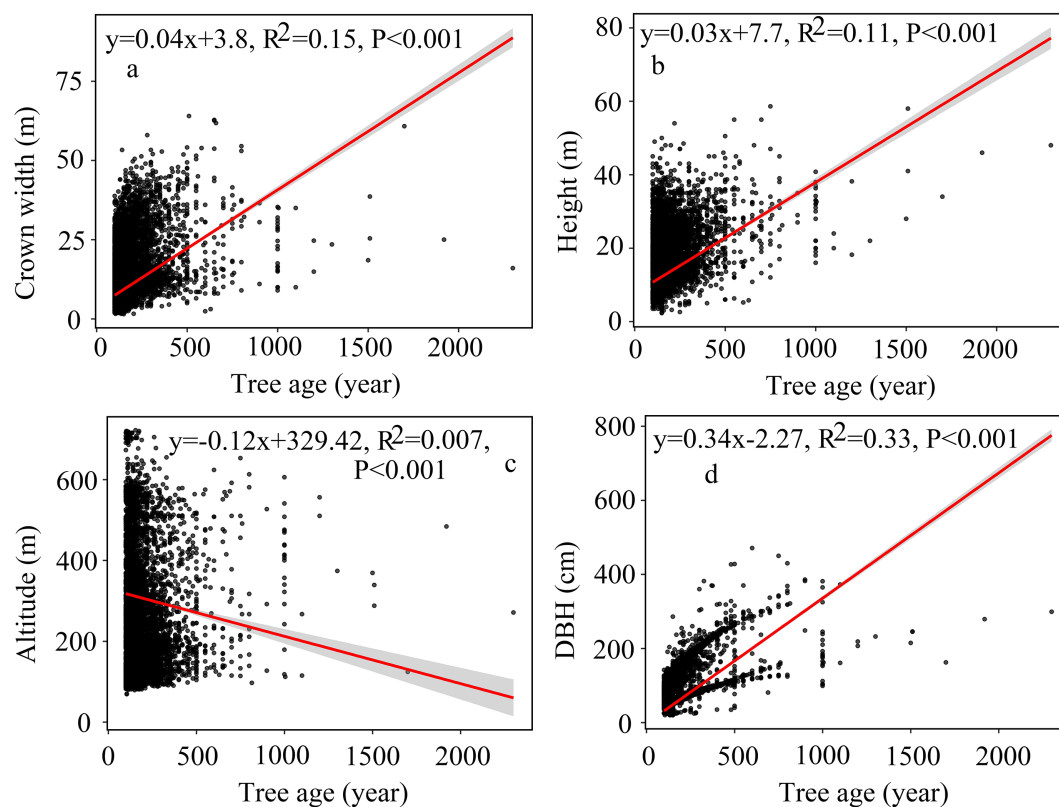 y=0.04x+3.8, R²=0.15, P<0.001
a
75
50
25
0
Crown width (m)
0 500 1000 1500 2000
Tree age (year)
y=0.03x+7.7, R²=0.11, P<0.001
b
80
60
40
20
0
Height (m)
0 500 1000 1500 2000
Tree age (year)
y=-0.12x+329.42, R²=0.007,
P<0.001
c
600
400
200
0
Altitude (m)
0 500 1000 1500 2000
Tree age (year)
y=0.34x-2.27, R²=0.33, P<0.001
d
800
600
400
200
0
DBH (cm)
0 500 1000 1500 2000
Tree age (year)